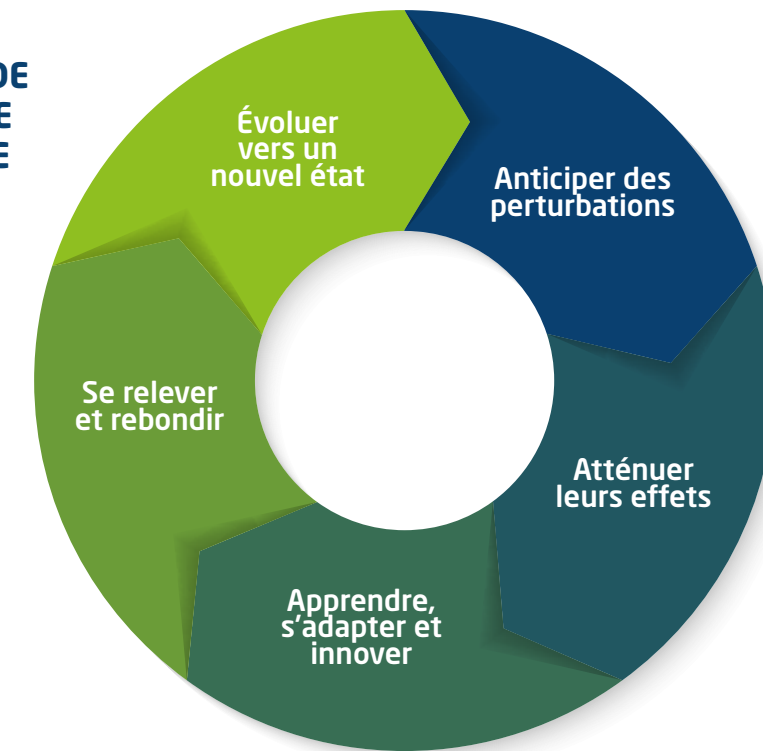 DE
E
E
Évoluer
vers un
nouvel état
Anticiper des
perturbations
Atténuer
leurs effets
Apprendre,
s'adapter et
innover
Se relever
et rebondir